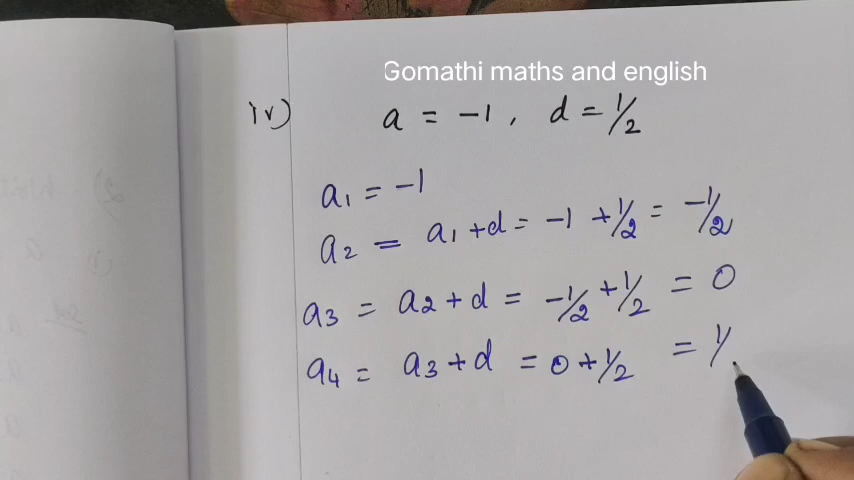 Gomathi maths and english
iv) a = -1, d = 1/2
a1 = -1
a2 = a1 + d = -1 + 1/2 = -1/2
a3 = a2 + d = -1/2 + 1/2 = 0
a4 = a3 + d = 0 + 1/2 = 1/